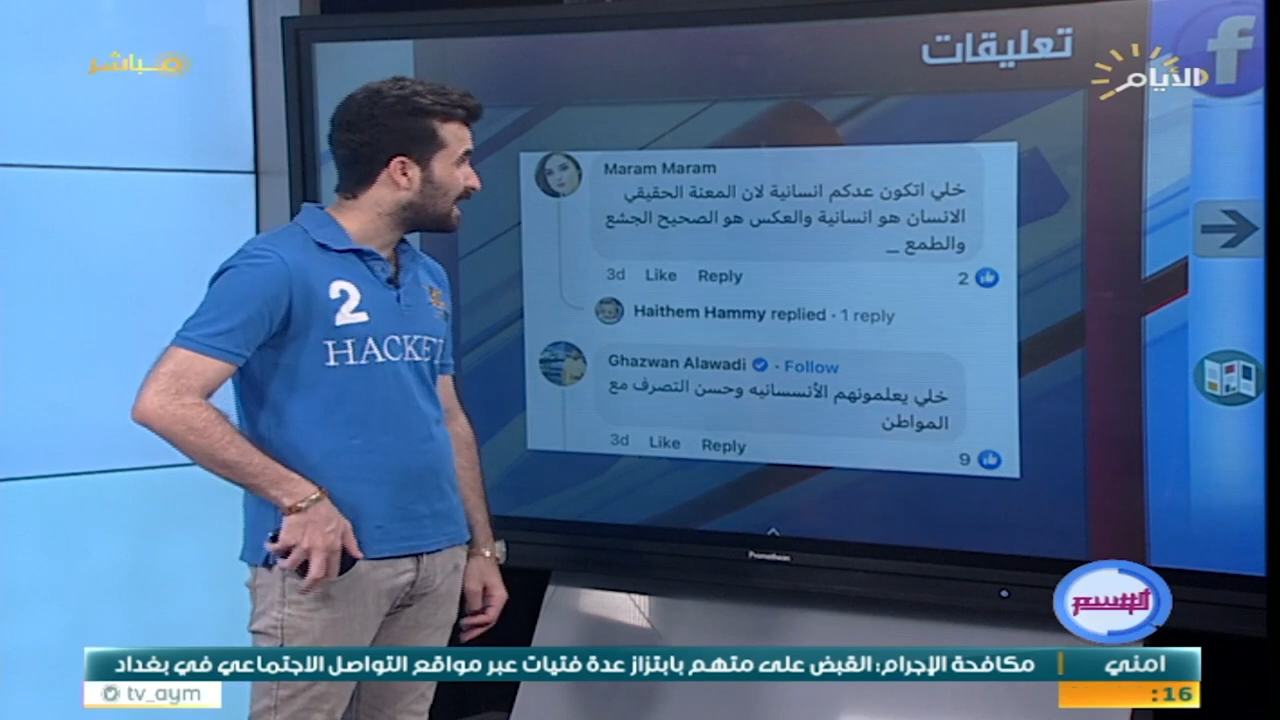 مباشر
تعليقات
الأيام
f
Maram Maram
خلي اتكون عدكم انسانية لان المعنة الحقيقي
الانسان هو انسانية والعكس هو الصحيح الجشع
والطمع _
3d Like Reply 2
Haithem Hammy replied · 1 reply
Ghazwan Alawadi · Follow
خلي يعلمونهم الأنسسانيه وحسن التصرف مع
المواطن
3d Like Reply 9
2
HACKETT
Promethean
امني
مكافحة الإجرام: القبض على متهم بابتزاز عدة فتيات عبر مواقع التواصل الاجتماعي في بغداد
tv_aym
:16